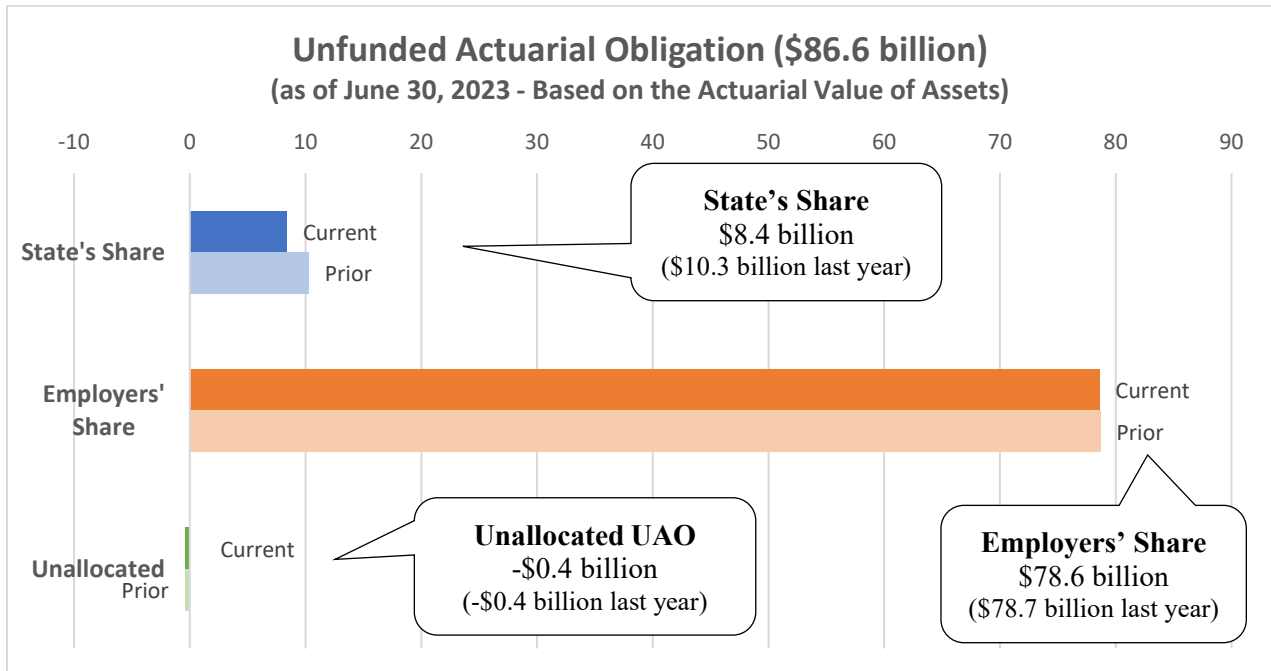 Unfunded Actuarial Obligation ($86.6 billion)
(as of June 30, 2023 - Based on the Actuarial Value of Assets)
-10 0 10 20 30 40 50 60 70 80 90
State's Share
Current
Prior
State’s Share
$8.4 billion
($10.3 billion last year)
Employers'
Share
Current
Prior
Employers’ Share
$78.6 billion
($78.7 billion last year)
Unallocated
Current
Prior
Unallocated UAO
-$0.4 billion
(-$0.4 billion last year)